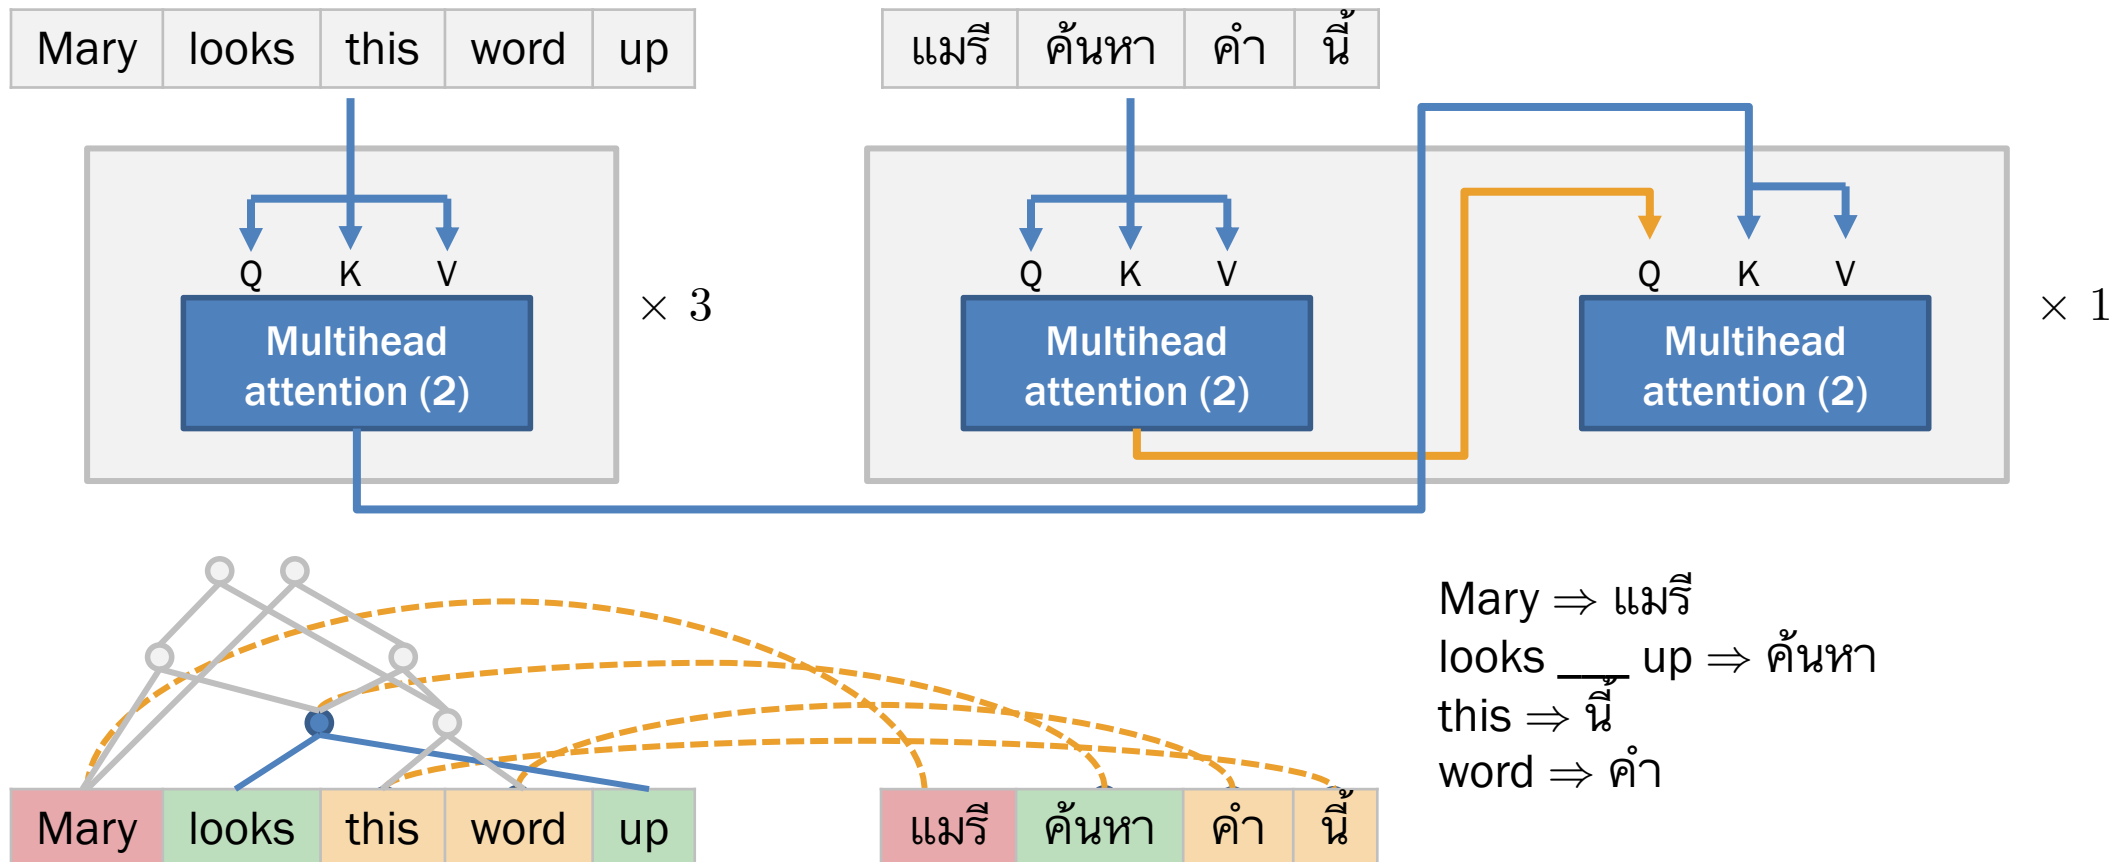 Mary looks this word up
แมรี ค้นหา คำ นี้
Q K V
Multihead
attention (2)
× 3
Q K V
Multihead
attention (2)
Q K V
Multihead
attention (2)
× 1
Mary ⇒ แมรี
looks ___ up ⇒ ค้นหา
this ⇒ นี้
word ⇒ คำ
Mary looks this word up
แมรี ค้นหา คำ นี้